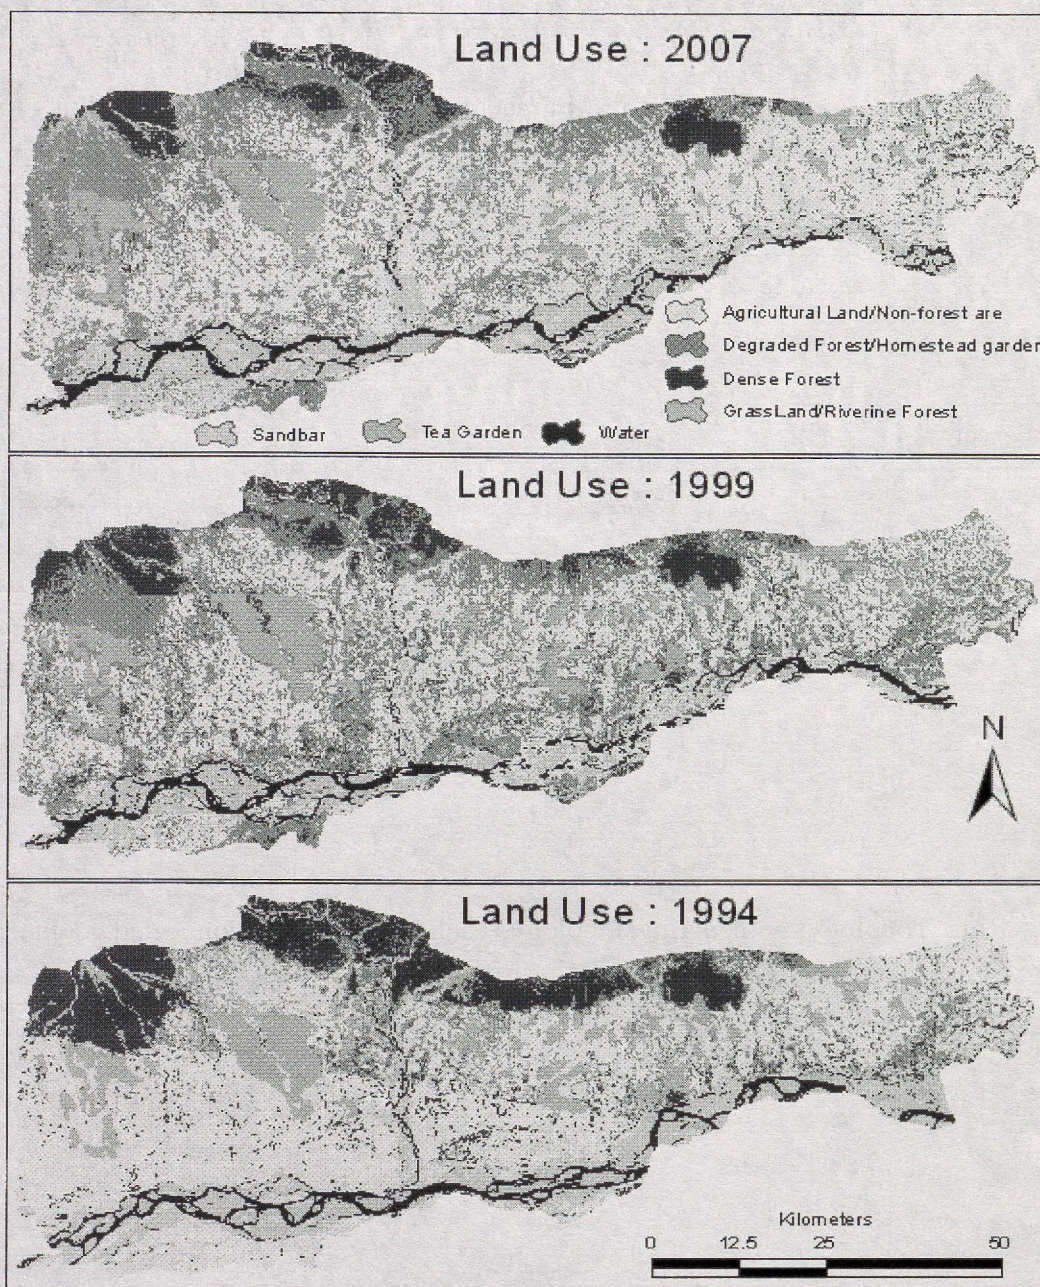 Land Use : 2007
Agricultural Land/Non-forest are
Degraded Forest/Homestead garden
Dense Forest
GrassLand/Riverine Forest
Sandbar Tea Garden Water
Land Use : 1999
N
Land Use : 1994
Kilometers
0 12.5 25 50